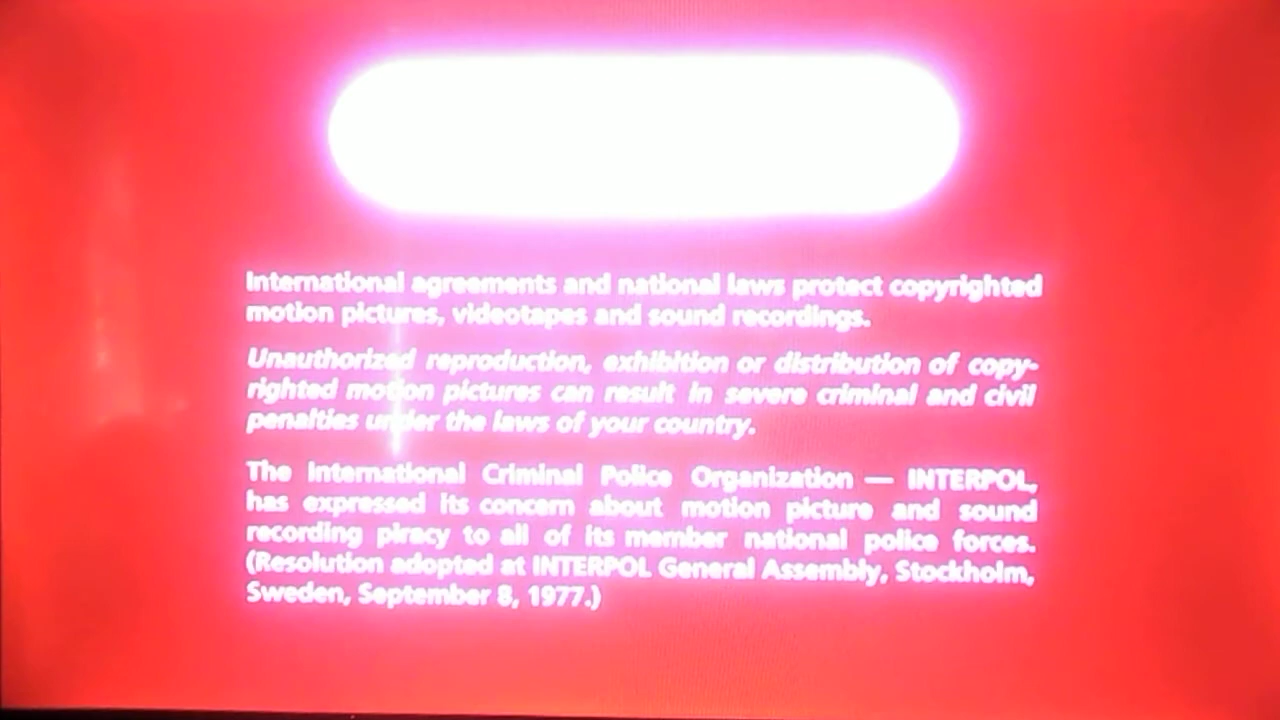 International agreements and national laws protect copyrighted
motion pictures, videotapes and sound recordings.
Unauthorized reproduction, exhibition or distribution of copy-
righted motion pictures can result in severe criminal and civil
penalties under the laws of your country.
The International Criminal Police Organization — INTERPOL,
has expressed its concern about motion picture and sound
recording piracy to all of its member national police forces.
(Resolution adopted at INTERPOL General Assembly, Stockholm,
Sweden, September 8, 1977.)